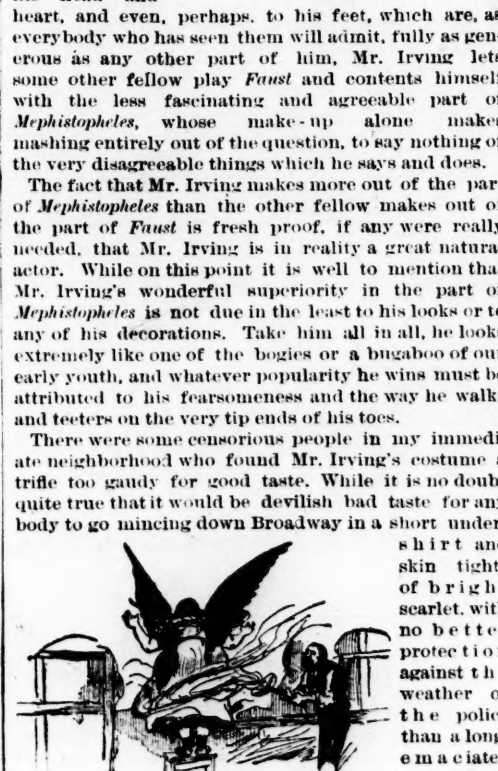 heart, and even, perhaps. to his feet, which are, as
everybody who has seen them will admit, fully as gen-
erous as any other part of him, Mr. Irving lets
some other fellow play Faust and contents himself
with the less fascinating and agreeable part of
Mephistopheles, whose make-up alone makes
mashing entirely out of the question, to say nothing of
the very disagreeable things which he says and does.
The fact that Mr. Irving makes more out of the par
of Mephistopheles than the other fellow makes out of
the part of Faust is fresh proof, if any were really
needed, that Mr. Irving is in reality a great natura
actor. While on this point it is well to mention tha
Mr. Irving's wonderful superiority in the part of
Mephistopheles is not due in the least to his looks or to
any of his decorations. Take him all in all, he looks
extremely like one of the bogies or a bugaboo of our
early youth, and whatever popularity he wins must be
attributed to his fearsomeness and the way he walk
and teeters on the very tip ends of his toes.
There were some censorious people in my immedi-
ate neighborhood who found Mr. Irving's costume a
trifle too gaudy for good taste. While it is no doub
quite true that it would be devilish bad taste for any
body to go mincing down Broadway in a short under
shirt and
skin tight
of brigh
scarlet, with
no bette
protection
against th
weather o
the polic
than a long
emaciate